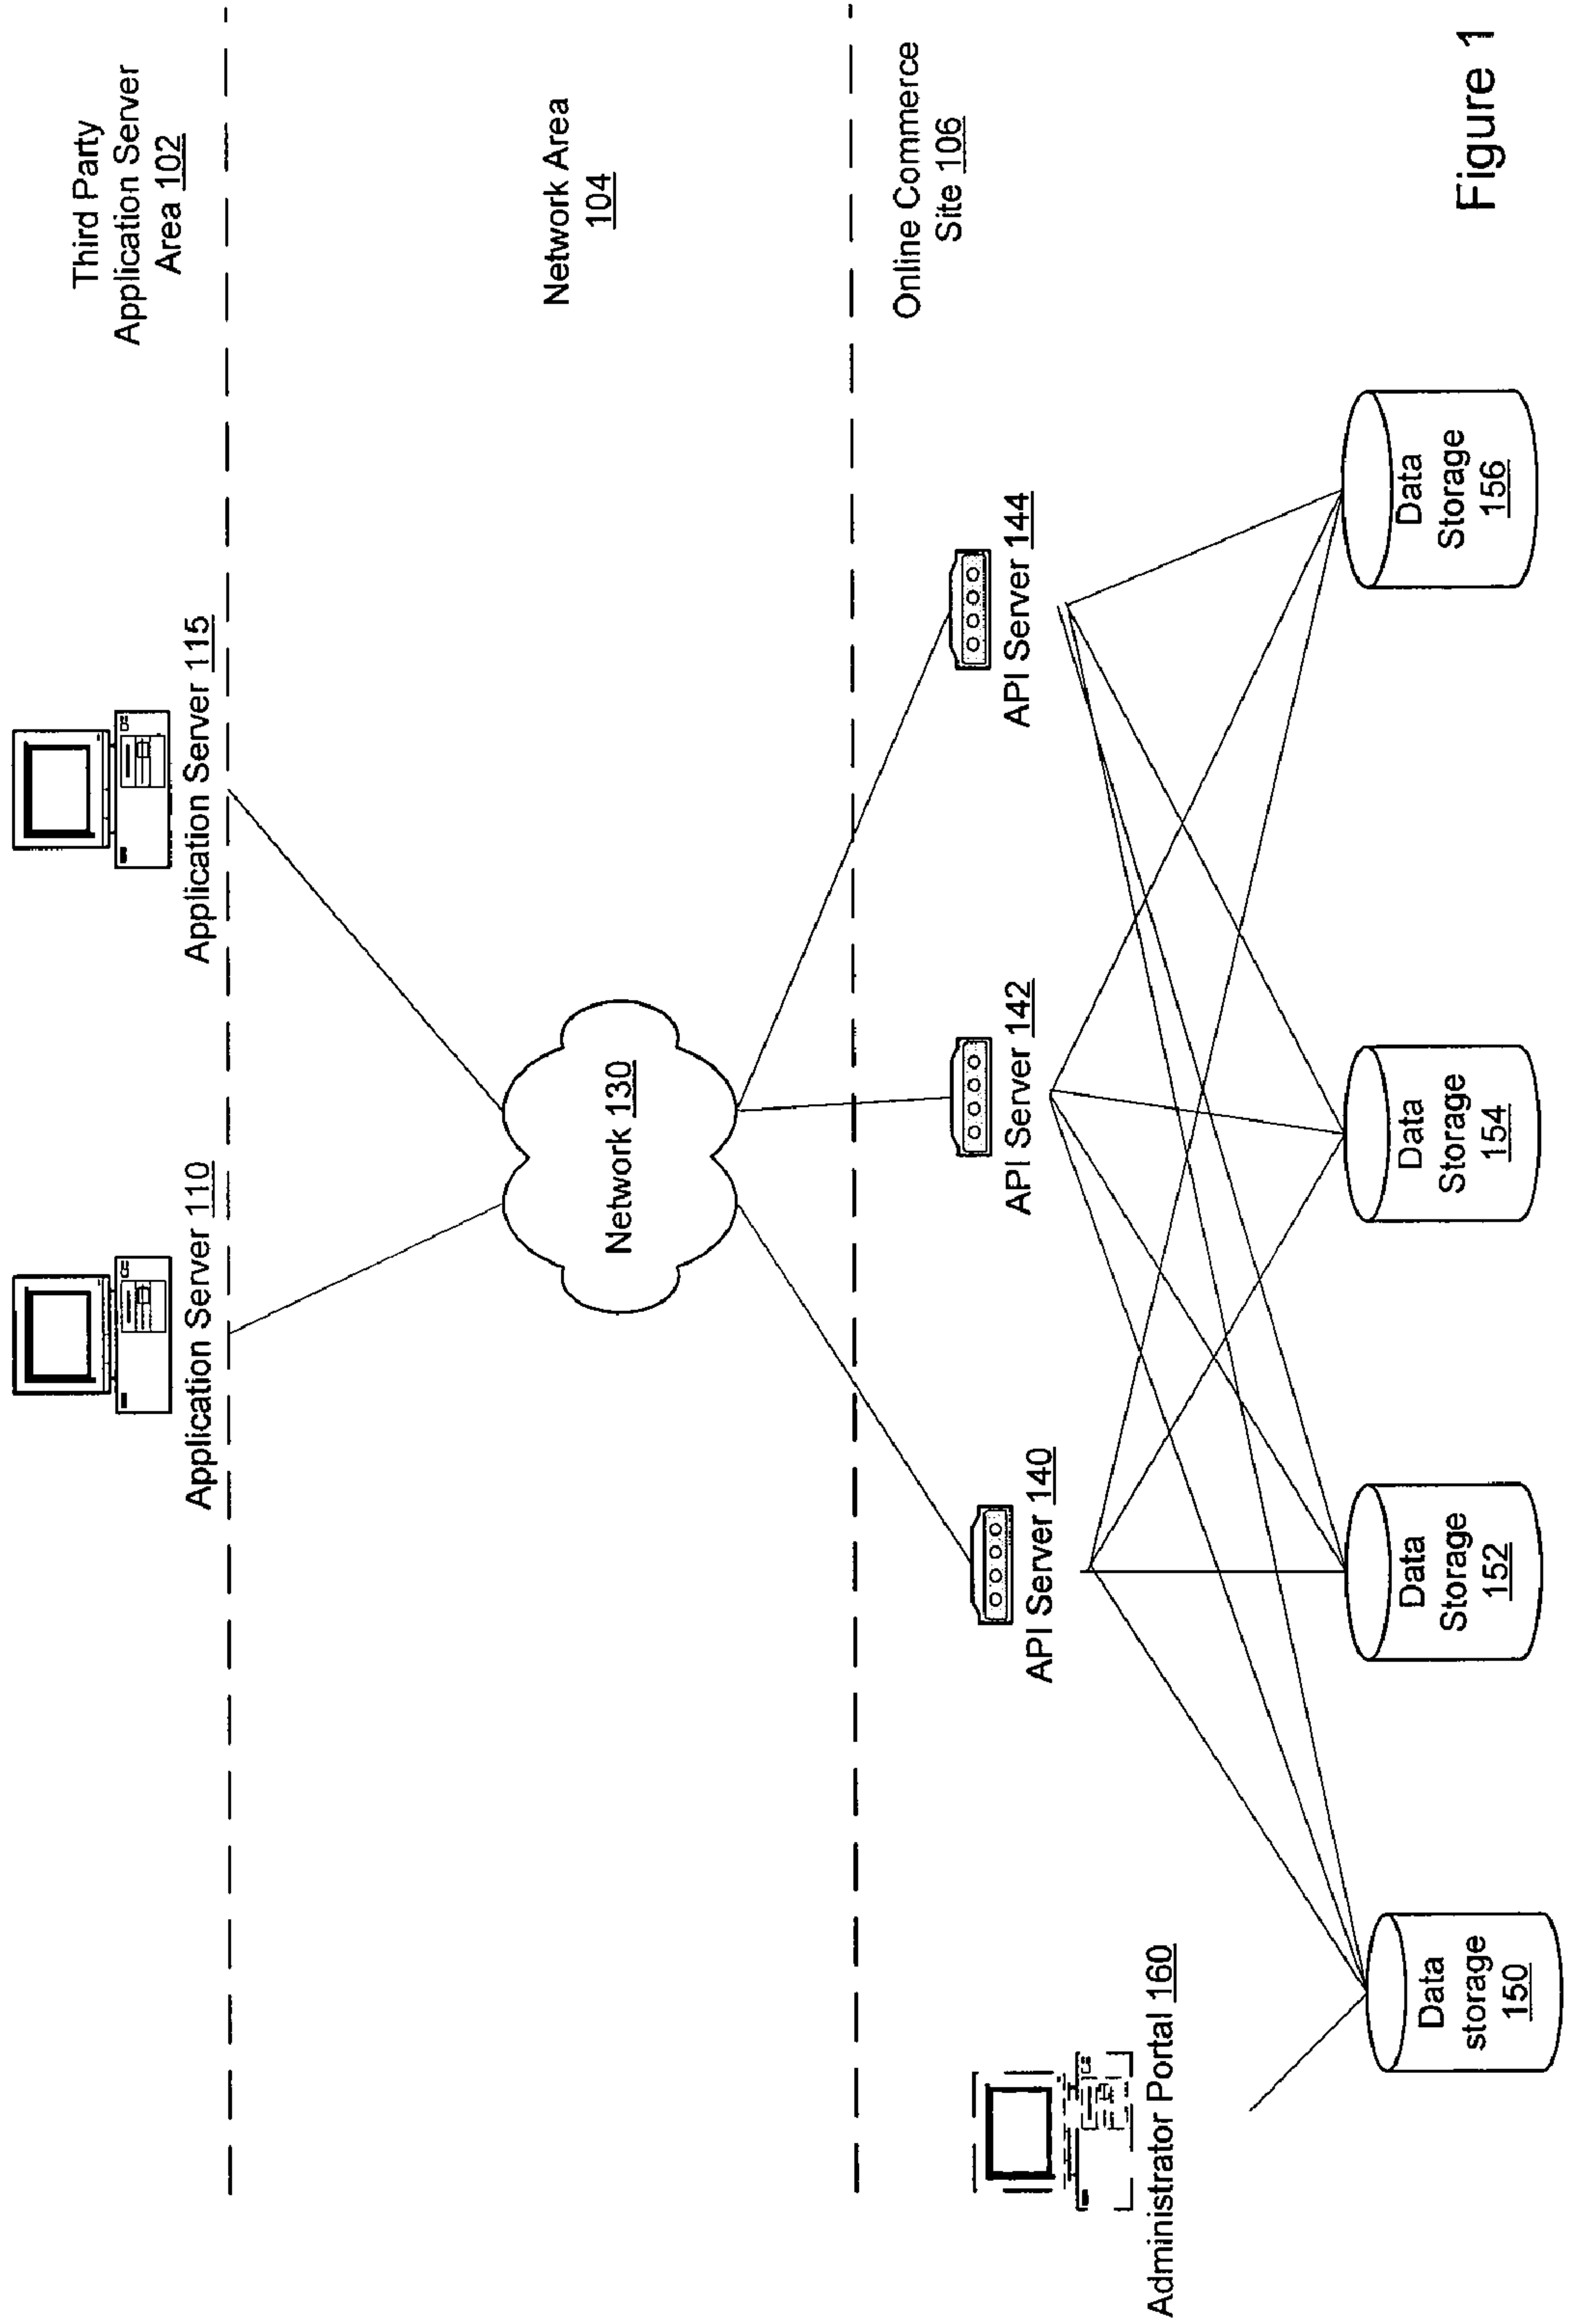 Third Party
Application Server
Area 102
Application Server 110
Application Server 115
Network Area
104
Network 130
Online Commerce
Site 106
API Server 140
API Server 142
API Server 144
Administrator Portal 160
Data
storage
150
Data
Storage
152
Data
Storage
154
Data
Storage
156
Figure 1